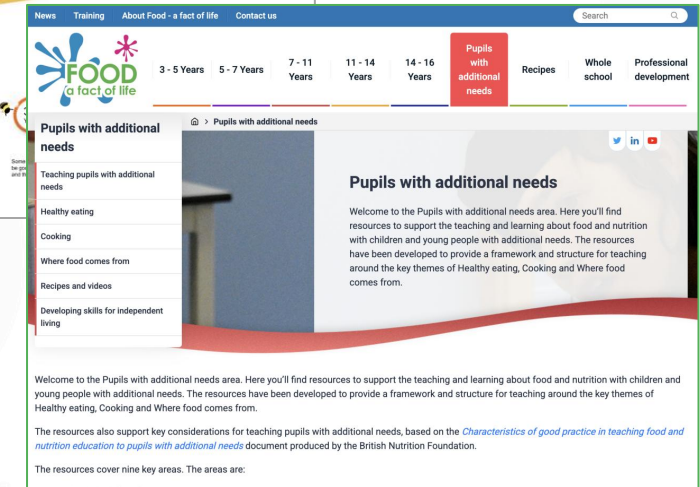 News Training About Food - a fact of life Contact us Search
FOOD
a fact of life
3 - 5 Years
5 - 7 Years
7 - 11
Years
11 - 14
Years
14 - 16
Years
Pupils
with
additional
needs
Recipes
Whole
school
Professional
development
Pupils with additional
needs
Teaching pupils with additional
needs
Healthy eating
Cooking
Where food comes from
Recipes and videos
Developing skills for independent
living
> Pupils with additional needs
Pupils with additional needs
Welcome to the Pupils with additional needs area. Here you'll find
resources to support the teaching and learning about food and nutrition
with children and young people with additional needs. The resources
have been developed to provide a framework and structure for teaching
around the key themes of Healthy eating, Cooking and Where food
comes from.
Some
be go
and th
Welcome to the Pupils with additional needs area. Here you'll find resources to support the teaching and learning about food and nutrition with children and
young people with additional needs. The resources have been developed to provide a framework and structure for teaching around the key themes of
Healthy eating, Cooking and Where food comes from.
The resources also support key considerations for teaching pupils with additional needs, based on the Characteristics of good practice in teaching food and
nutrition education to pupils with additional needs document produced by the British Nutrition Foundation.
The resources cover nine key areas. The areas are: